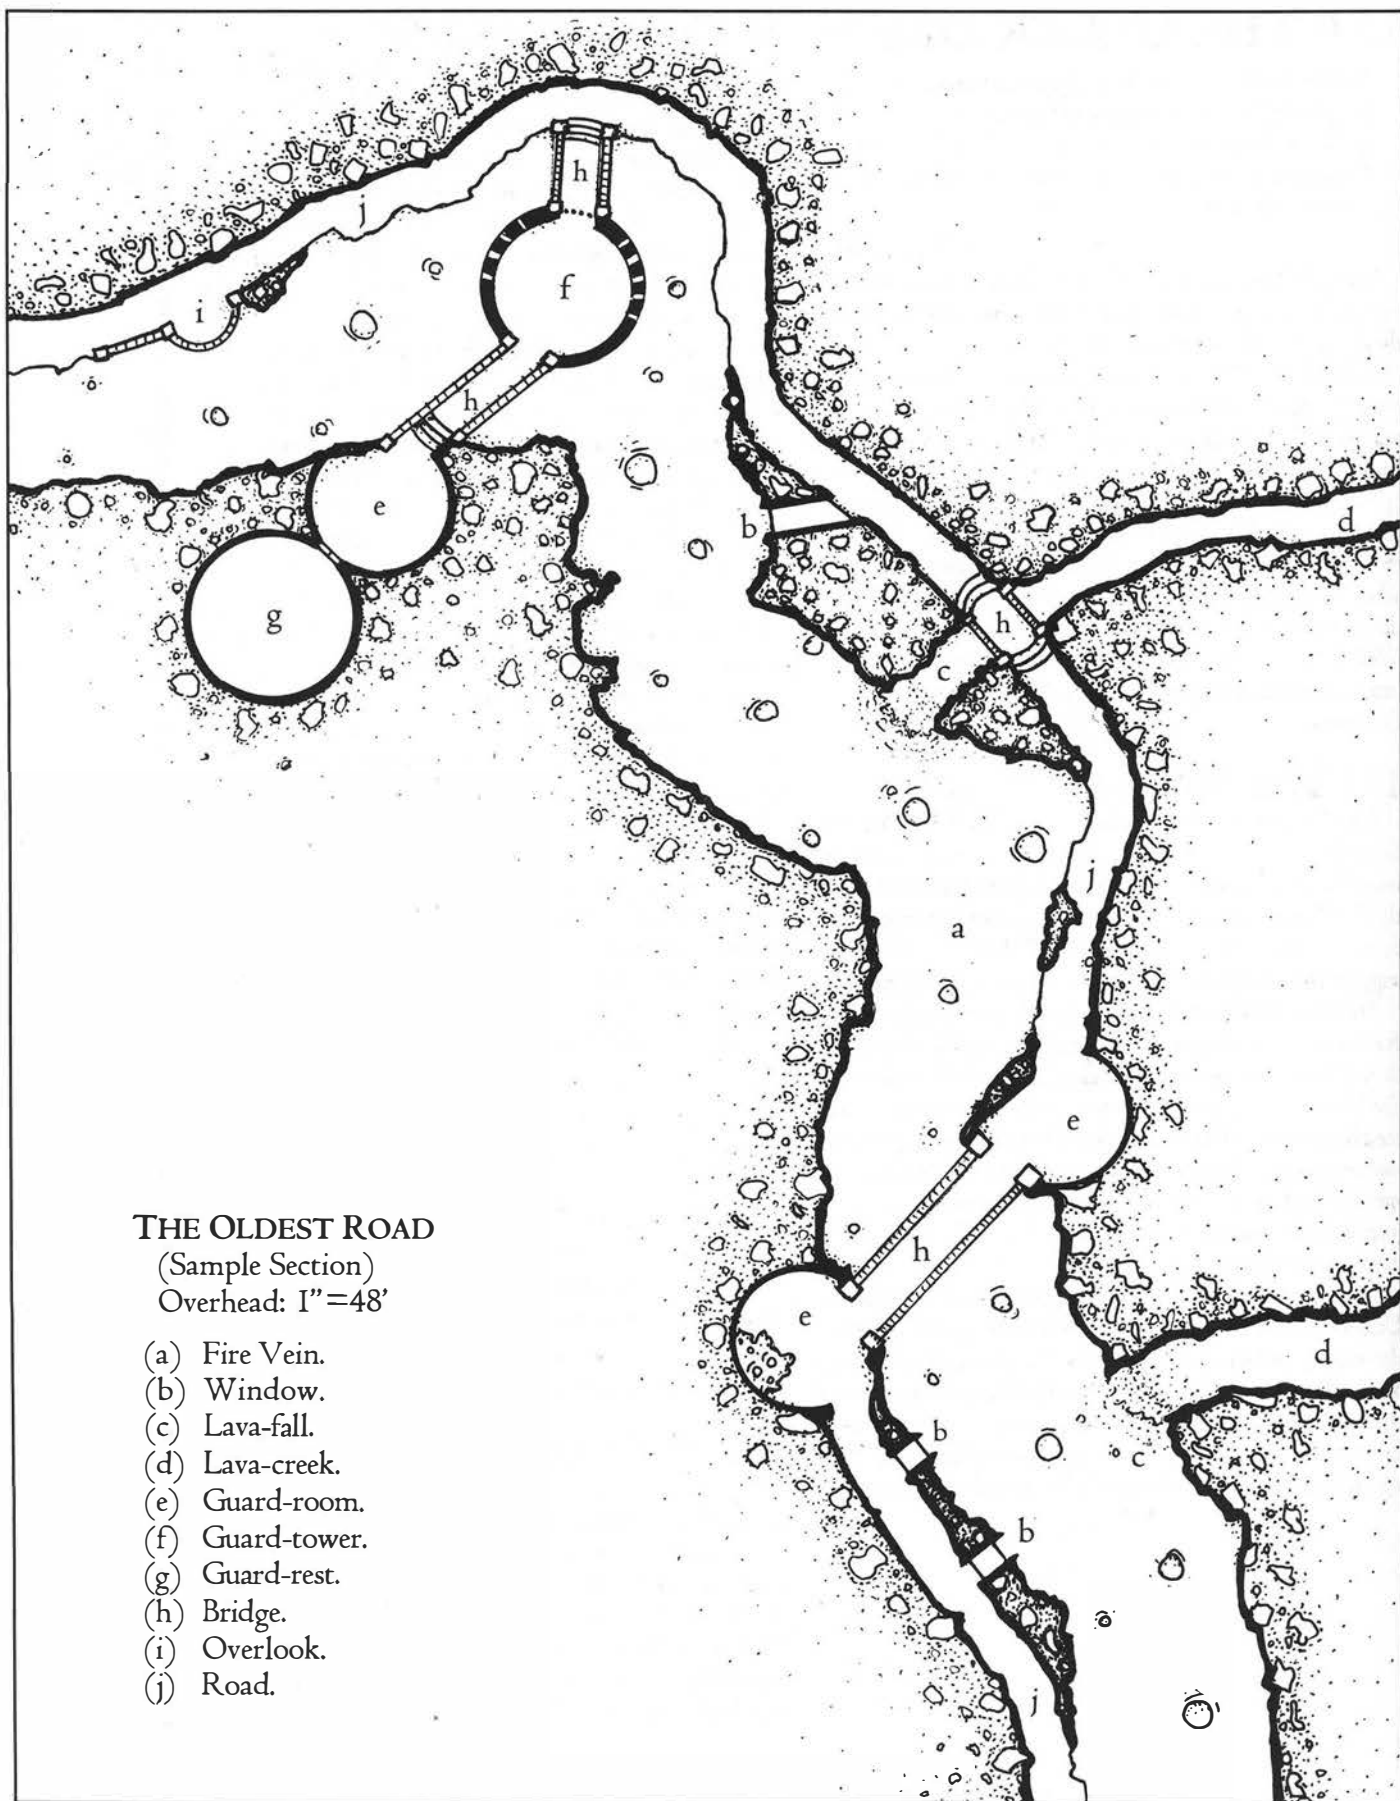 h
j
f
i
h
e
b
d
g
h
c
j
a
e
h
e
d
b
c
b
j
THE OLDEST ROAD
(Sample Section)
Overhead: 1”=48’
(a) Fire Vein.
(b) Window.
(c) Lava-fall.
(d) Lava-creek.
(e) Guard-room.
(f) Guard-tower.
(g) Guard-rest.
(h) Bridge.
(i) Overlook.
(j) Road.